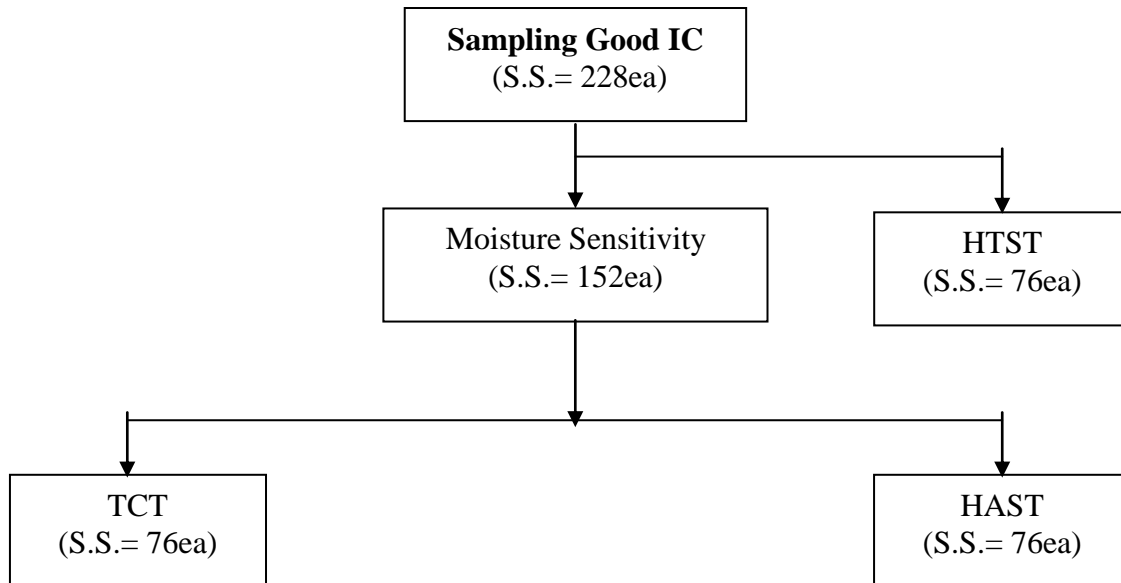 Sampling Good IC
(S.S.= 228ea)
Moisture Sensitivity
(S.S.= 152ea)
HTST
(S.S.= 76ea)
TCT
(S.S.= 76ea)
HAST
(S.S.= 76ea)